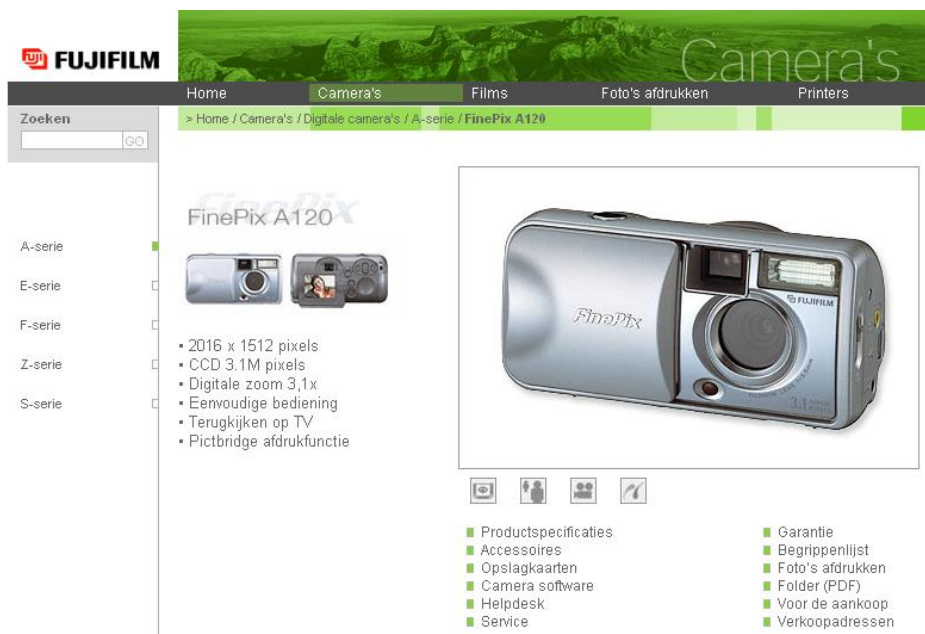 Camera's
FUJIFILM
Home Camera's Films Foto's afdrukken Printers
Zoeken
GO
> Home / Camera's / Digitale camera's / A-serie / FinePix A120
FinePix
FinePix A120
A-serie
E-serie
F-serie
Z-serie
S-serie
▪ 2016 x 1512 pixels
▪ CCD 3.1M pixels
▪ Digitale zoom 3,1x
▪ Eenvoudige bediening
▪ Terugkijken op TV
▪ Pictbridge afdrukfunctie
FUJIFILM
FinePix
3.1
Productspecificaties
Accessoires
Opslagkaarten
Camera software
Helpdesk
Service
Garantie
Begrippenlijst
Foto's afdrukken
Folder (PDF)
Voor de aankoop
Verkoopadressen